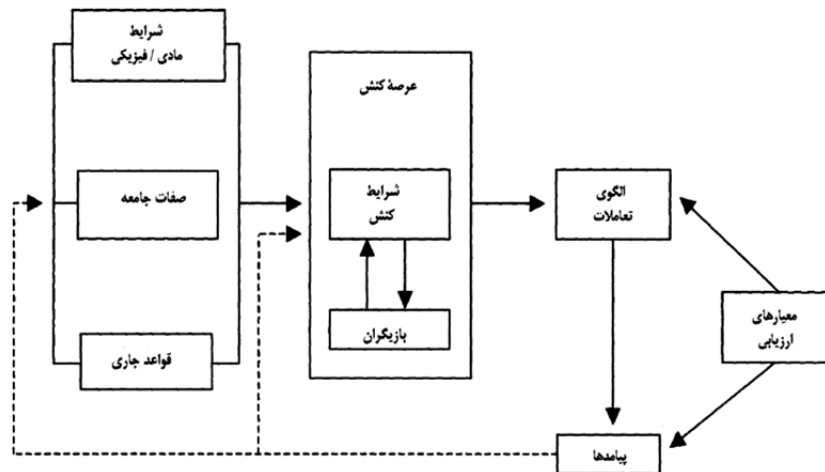 شرایط
مادی / فیزیکی
صفات جامعه
قواعد جاری
عرصهٔ کنش
شرایط
کنش
بازیگران
الگوی
تعاملات
پیامدها
معیارهای
ارزیابی